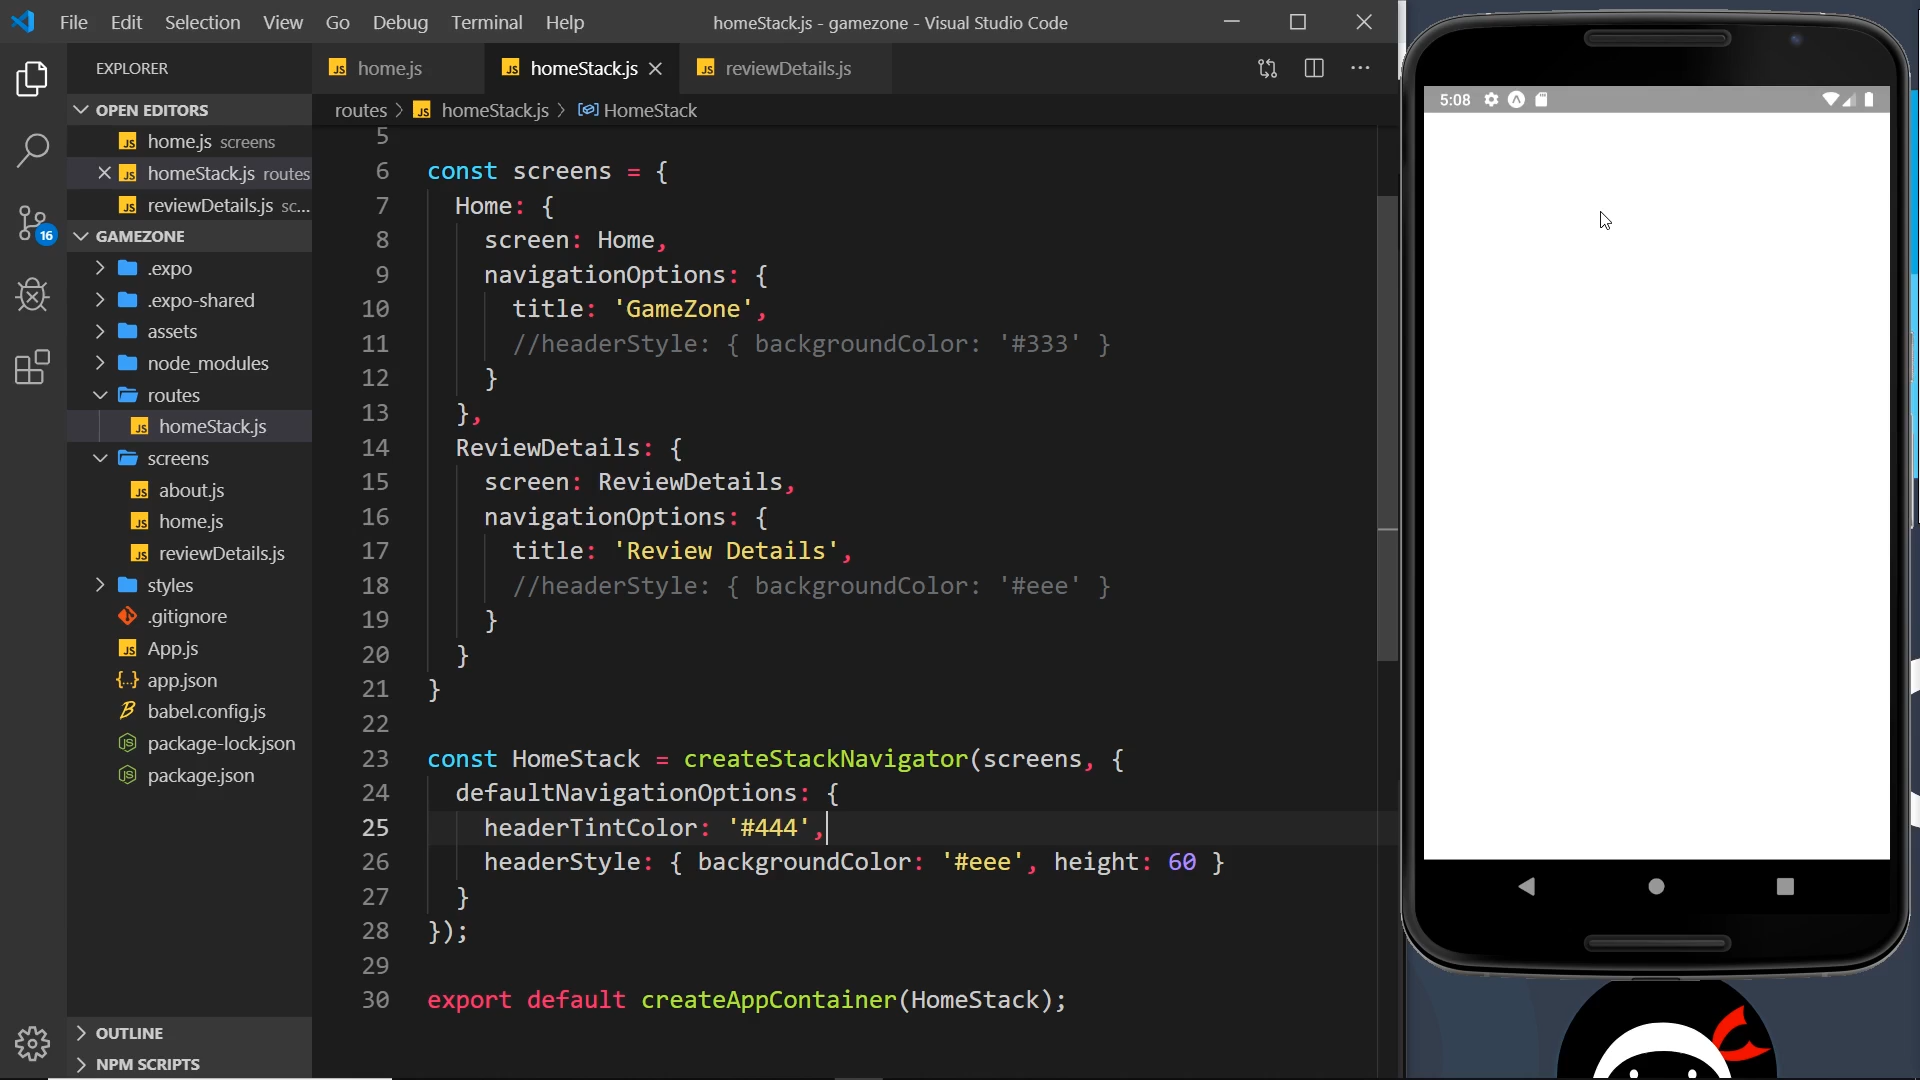 File Edit Selection View Go Debug Terminal Help
homeStack.js - gamezone - Visual Studio Code
EXPLORER
OPEN EDITORS
home.js screens
homeStack.js routes
reviewDetails.js sc...
GAMEZONE
.expo
.expo-shared
assets
node_modules
routes
homeStack.js
screens
about.js
home.js
reviewDetails.js
styles
.gitignore
App.js
app.json
babel.config.js
package-lock.json
package.json
OUTLINE
NPM SCRIPTS
16
JS home.js
JS homeStack.js
JS reviewDetails.js
routes > JS homeStack.js > HomeStack
5
6 const screens = {
7 Home: {
8 screen: Home,
9 navigationOptions: {
10 title: 'GameZone',
11 //headerStyle: { backgroundColor: '#333' }
12 }
13 },
14 ReviewDetails: {
15 screen: ReviewDetails,
16 navigationOptions: {
17 title: 'Review Details',
18 //headerStyle: { backgroundColor: '#eee' }
19 }
20 }
21 }
22
23 const HomeStack = createStackNavigator(screens, {
24 defaultNavigationOptions: {
25 headerTintColor: '#444',
26 headerStyle: { backgroundColor: '#eee', height: 60 }
27 }
28 });
29
30 export default createAppContainer(HomeStack);
5:08